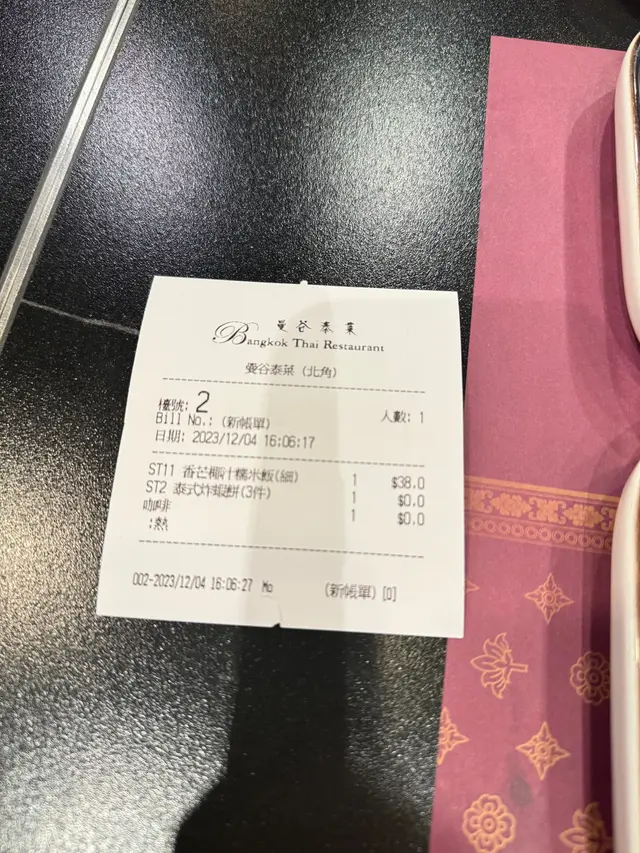 曼谷泰菜
Bangkok Thai Restaurant
曼谷泰菜 (北角)
檯號: 2 人數: 1
Bill No.: (新帳單)
日期: 2023/12/04 16:06:17
ST11 香芒椰汁糯米飯(細) 1 $38.0
ST2 泰式炸蝦餅(3件) 1 $0.0
咖啡 1 $0.0
:熱
002-2023/12/04 16:06:27 Mo (新帳單) [0]